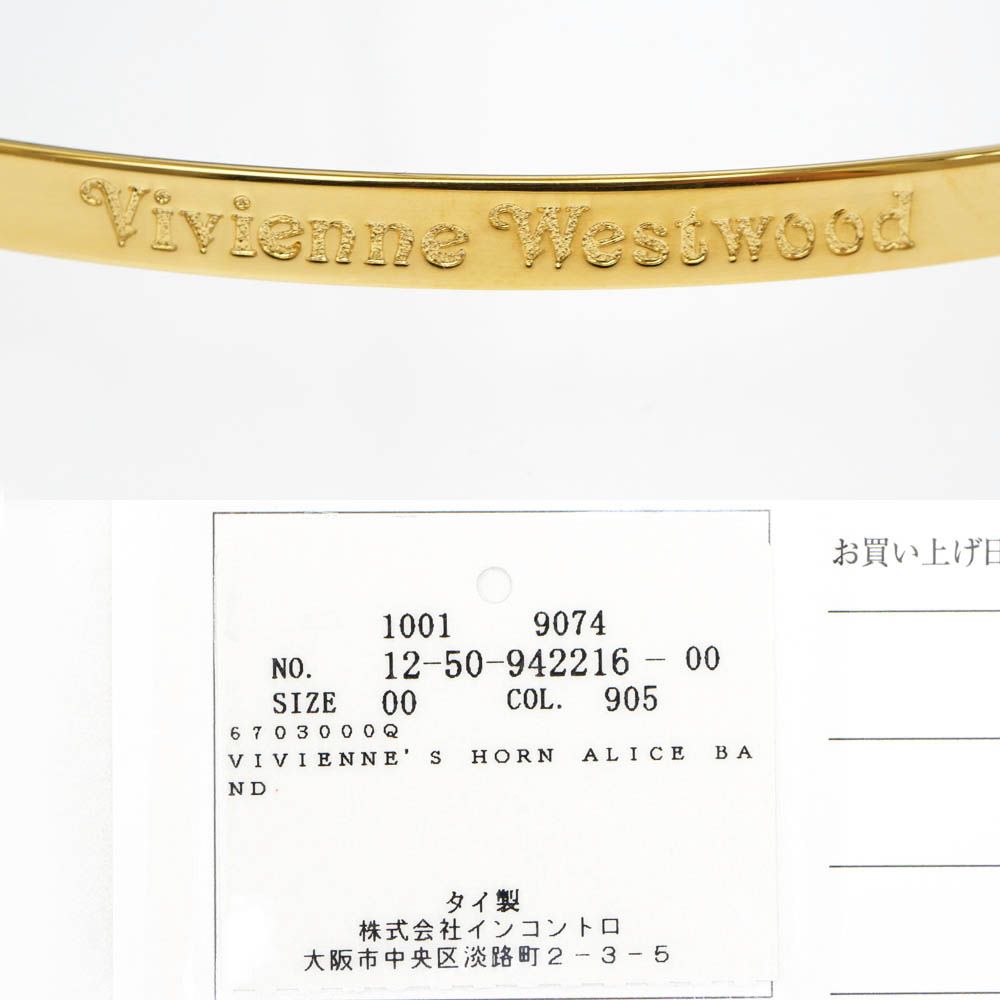 Vivienne Westwood
お買い上げ日
1001 9074
NO. 12-50-942216 - 00
SIZE 00 COL. 905
6703000Q
VIVIENNE'S HORN ALICE BA
ND
タイ製
株式会社インコントロ
大阪市中央区淡路町2-3-5